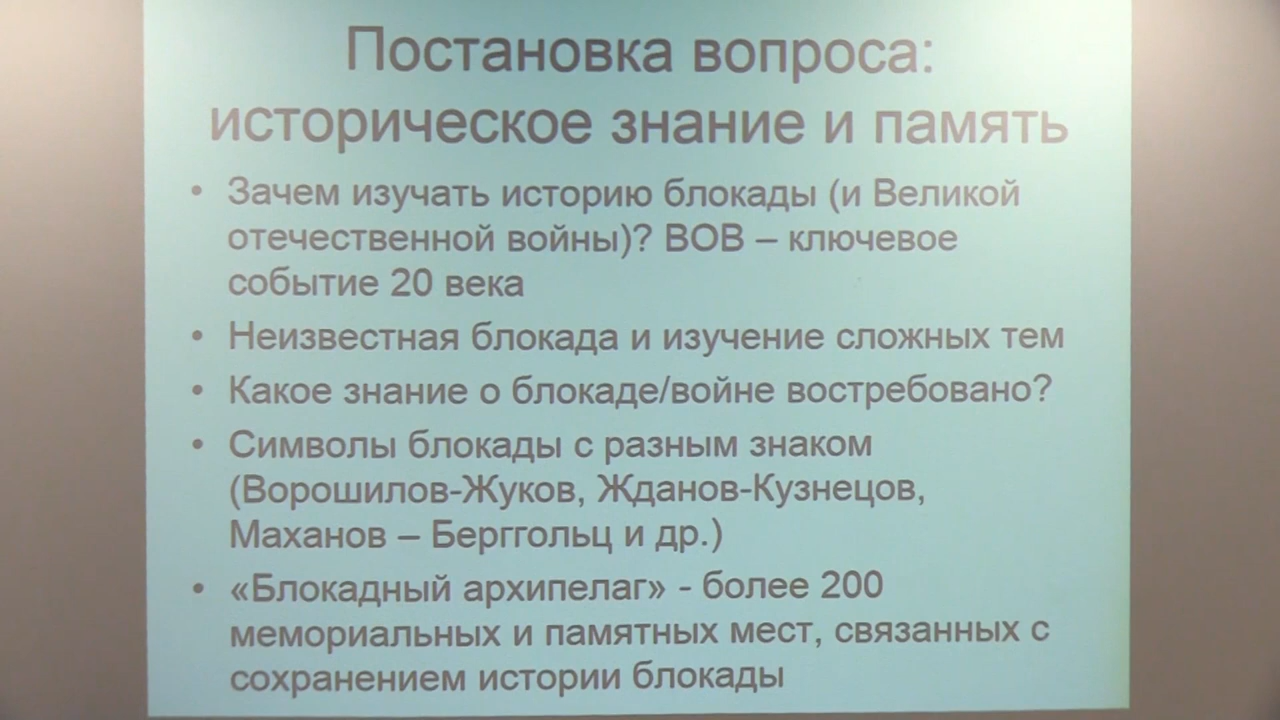 Постановка вопроса:
историческое знание и память
• Зачем изучать историю блокады (и Великой
отечественной войны)? ВОВ – ключевое
событие 20 века
• Неизвестная блокада и изучение сложных тем
• Какое знание о блокаде/войне востребовано?
• Символы блокады с разным знаком
(Ворошилов-Жуков, Жданов-Кузнецов,
Маханов – Берггольц и др.)
• «Блокадный архипелаг» - более 200
мемориальных и памятных мест, связанных с
сохранением истории блокады